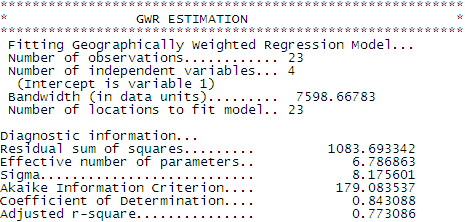 **********************************************************
*                GWR ESTIMATION                          *
**********************************************************
Fitting Geographically Weighted Regression Model...
Number of observations............ 23
Number of independent variables... 4
(Intercept is variable 1)
Bandwidth (in data units)......... 7598.66783
Number of locations to fit model.. 23
Diagnostic information...
Residual sum of squares......... 1083.693342
Effective number of parameters.. 6.786863
Sigma........................... 8.175601
Akaike Information Criterion.... 179.083537
Coefficient of Determination.... 0.843088
Adjusted r-square............... 0.773086